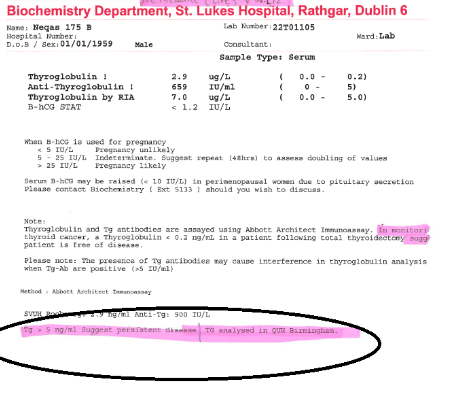 Biochemistry Department, St. Lukes Hospital, Rathgar, Dublin 6
Name: Neqas 175 B Lab Number:22T01105
Hospital Number: Ward:Lab
D.o.B / Sex:01/01/1959 Male Consultant:
Sample Type: Serum
Thyroglobulin ! 2.9 ug/L ( 0.0 - 0.2)
Anti-Thyroglobulin ! 659 IU/ml ( 0 - 5)
Thyroglobulin by RIA 7.0 ug/L ( 0.0 - 5.0)
B-hCG STAT < 1.2 IU/L
When B-hCG is used for pregnancy
< 5 IU/L Pregnancy unlikely
5 - 25 IU/L Indeterminate. Suggest repeat (48hrs) to assess doubling of values
> 25 IU/L Pregnancy likely
Serum B-hCG may be raised (< 10 IU/L) in perimenopausal women due to pituitary secretion
Please contact Biochemistry ( Ext 5133 ) should you wish to discuss.
Note:
Thyroglobulin and Tg antibodies are assayed using Abbott Architect Immunoassay. In monitori
thyroid cancer, a Thyroglobulin < 0.2 ng/ml in a patient following total thyroidectomy sugg
patient is free of disease.
Please note: The presence of Tg antibodies may cause interference in thyroglobulin analysis
when Tg-Ab are positive (>5 IU/ml)
Method : Abbott Architect Immunoassay
SVUH 2.9 ng/ml Anti-Tg: 900 IU/L
Tg > 5 ng/ml Suggest persistent disease TG analysed in QUH Birmingham.